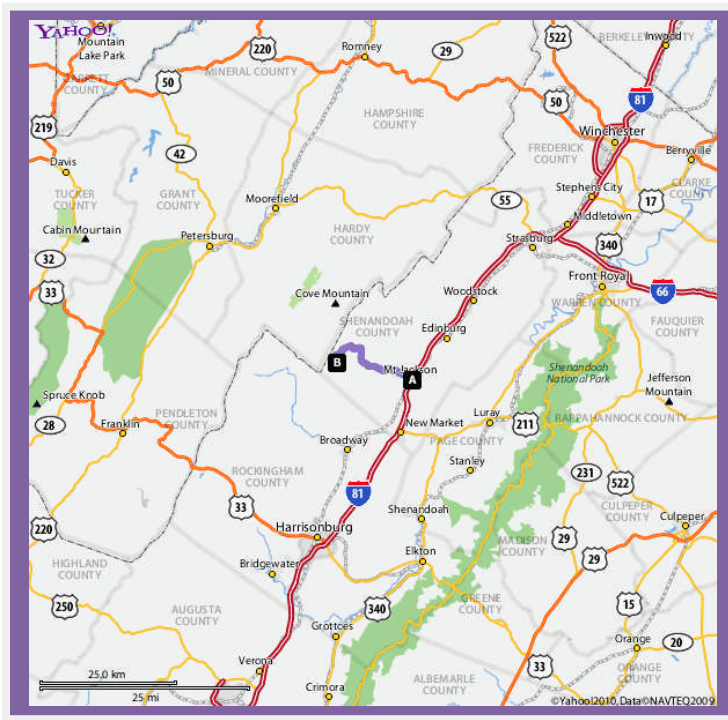 YAHOO!
Mountain
Lake Park
220
Romney
29
522
BERKELEY
COUNTY
Inwood
GARRETT
COUNTY
50
MINERAL COUNTY
81
219
HAMPSHIRE
COUNTY
50
Winchester
42
FREDERICK
COUNTY
Berryville
Davis
CLARKE
COUNTY
TUCKER
COUNTY
GRANT
COUNTY
Moorefield
55
Stephens City
17
Cabin Mountain
Petersburg
HARDY
COUNTY
Middletown
Strasburg
340
32
33
Front Royal
Cove Mountain
Woodstock
66
WARREN COUNTY
SHENANDOAH
COUNTY
Edinburg
FAUQUIER
COUNTY
B
Mt Jackson
A
Shenandoah
National Park
Jefferson
Mountain
Spruce Knob
28
Franklin
PENDLETON
COUNTY
New Market
Luray
211
RAPPAHANNOCK COUNTY
Broadway
PAGE COUNTY
Stanley
ROCKINGHAM
COUNTY
231
522
81
33
Shenandoah
CULPEPER
COUNTY
Culpeper
220
Harrisonburg
MADISON
COUNTY
29
HIGHLAND
COUNTY
Bridgewater
Elkton
29
250
AUGUSTA
COUNTY
340
GREENE
COUNTY
15
Grottoes
Orange
20
Verona
33
ORANGE
COUNTY
25.0 km
Crimora
ALBEMARLE
COUNTY
25 mi
©Yahoo!2010, Data©NAVTEQ2009